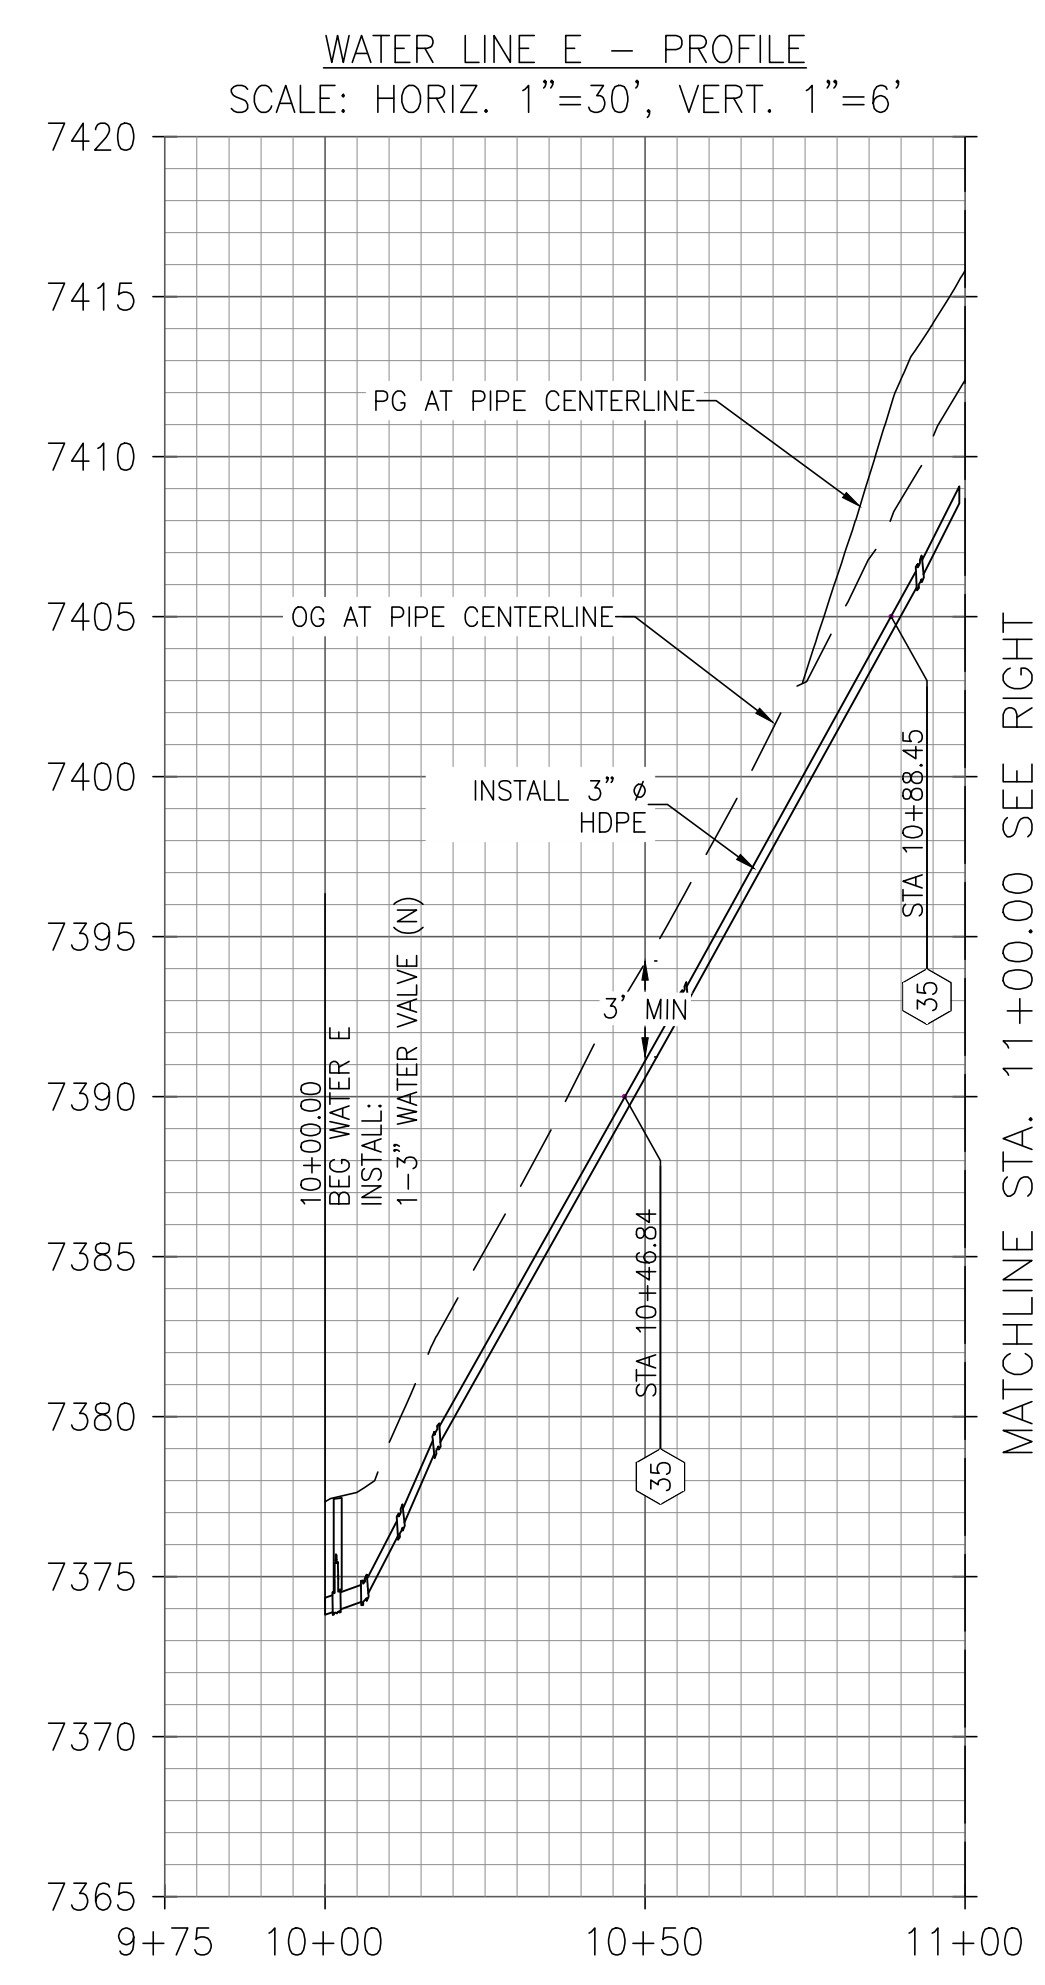 WATER LINE E – PROFILE
SCALE: HORIZ. 1"=30', VERT. 1"=6'
7420
7415
PG AT PIPE CENTERLINE
7410
7405
OG AT PIPE CENTERLINE
7400
INSTALL 3" Ø
HDPE
STA 10+88.45
35
7395
3' MIN
7390
10+00.00
BEG WATER E
INSTALL:
1–3" WATER VALVE (N)
7385
STA 10+46.84
35
7380
7375
7370
7365
9+75
10+00
10+50
11+00
MATCHLINE STA. 11+00.00 SEE RIGHT